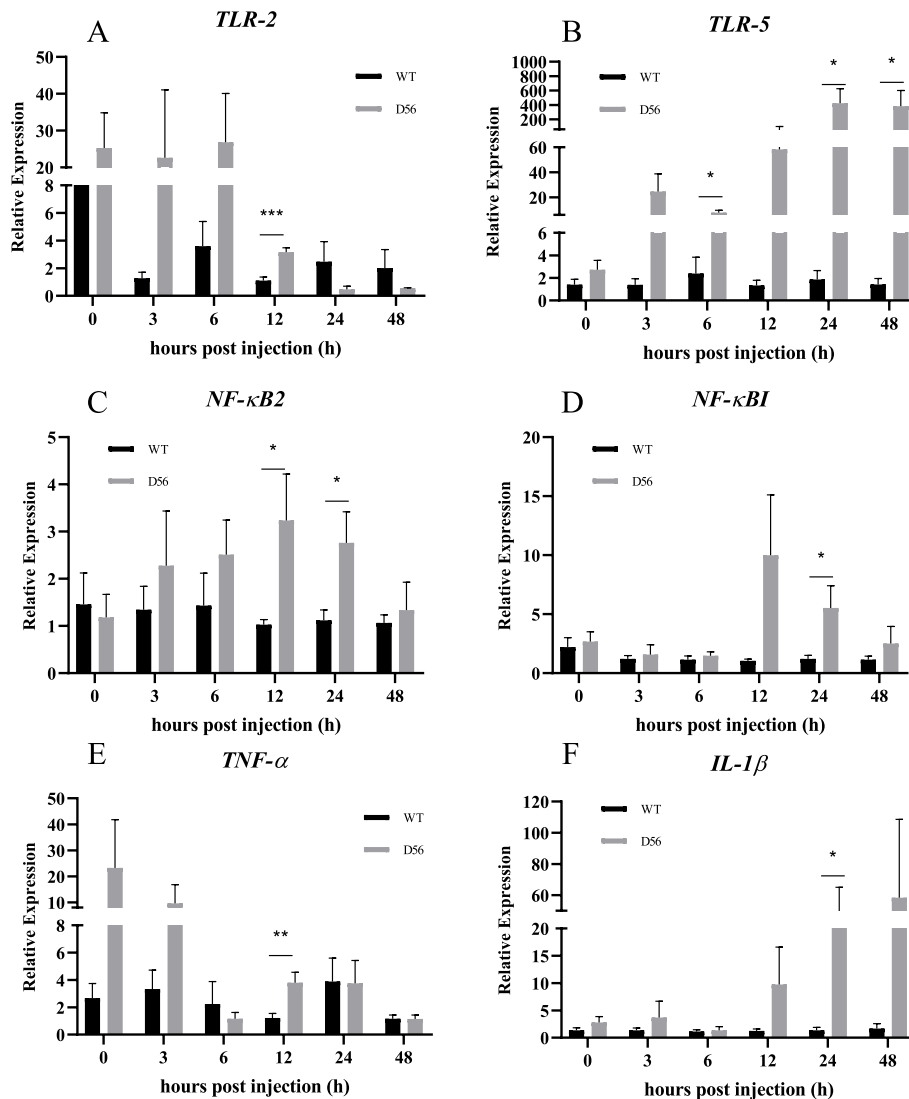 A
TLR-2
50
40
30
20
8
6
4
2
0
Relative Expression
WT
D56
***
0 3 6 12 24 48
hours post injection (h)
B
TLR-5
1000
800
600
400
200
60
40
20
6
4
2
0
Relative Expression
WT
D56
*
*
*
0 3 6 12 24 48
hours post injection (h)
C
NF-κB2
5
4
3
2
1
0
Relative Expression
WT
D56
*
*
0 3 6 12 24 48
hours post injection (h)
D
NF-κBI
20
15
10
5
0
Relative Expression
WT
D56
*
0 3 6 12 24 48
hours post injection (h)
E
TNF-α
50
40
30
20
10
8
6
4
2
0
Relative Expression
WT
D56
**
0 3 6 12 24 48
hours post injection (h)
F
IL-1β
120
100
80
60
20
15
10
5
0
Relative Expression
WT
D56
*
0 3 6 12 24 48
hours post injection (h)